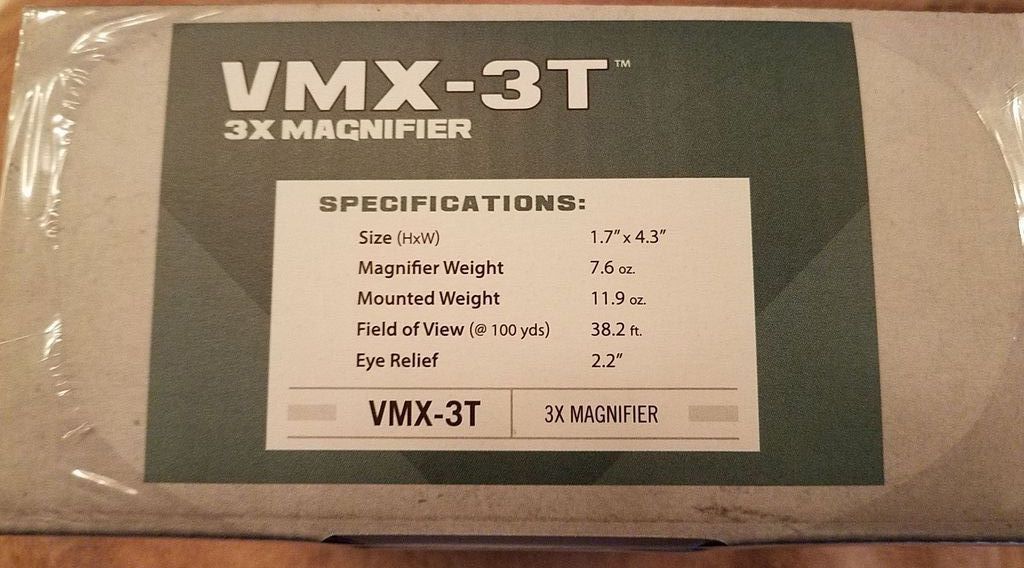 VMX-3T™
3X MAGNIFIER
SPECIFICATIONS:
Size (HxW) 1.7" x 4.3"
Magnifier Weight 7.6 oz.
Mounted Weight 11.9 oz.
Field of View (@ 100 yds) 38.2 ft.
Eye Relief 2.2"
VMX-3T 3X MAGNIFIER